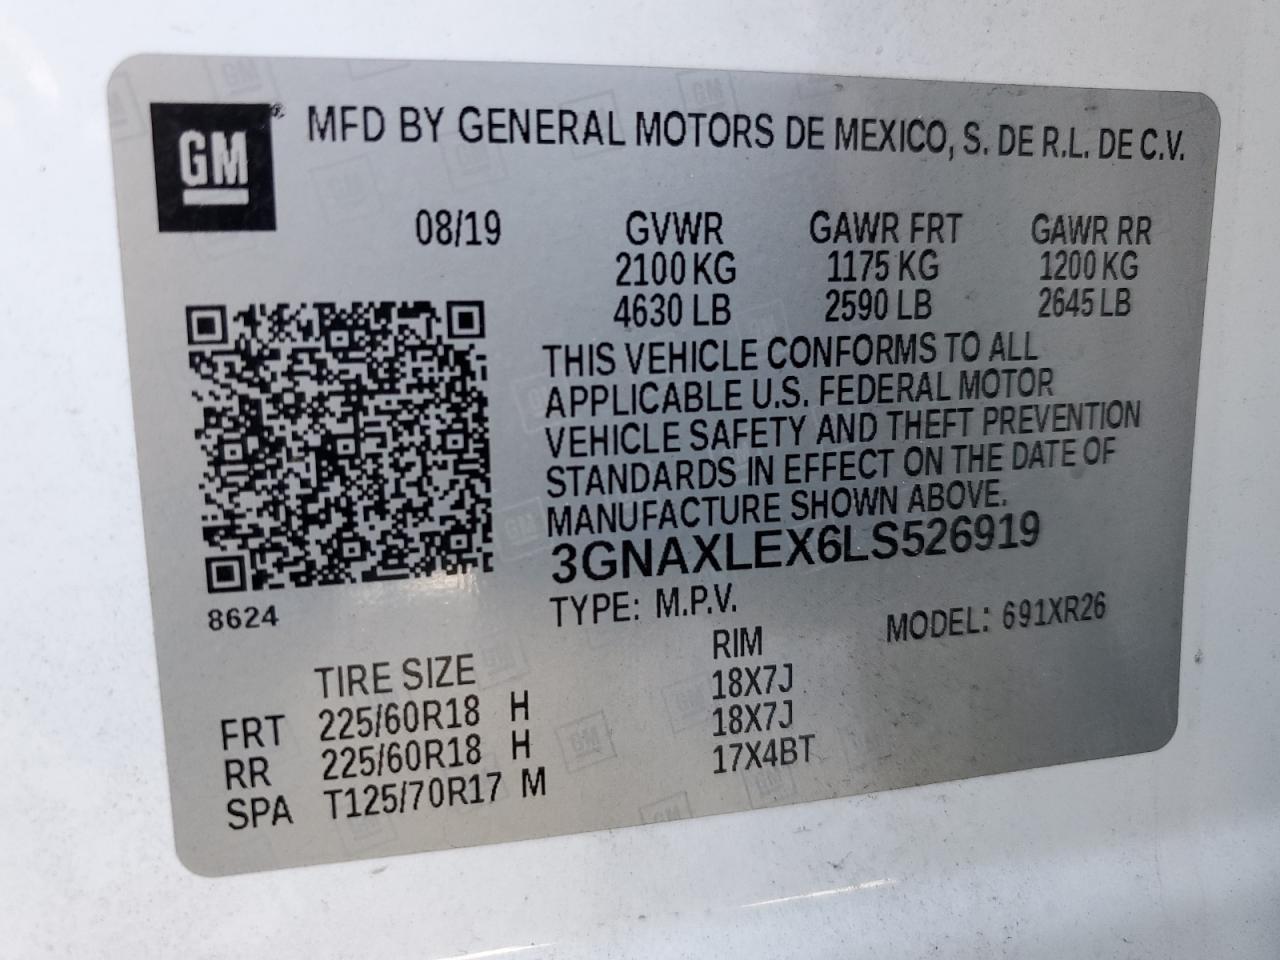 GM® MFD BY GENERAL MOTORS DE MEXICO, S. DE R.L. DE C.V.
08/19 GVWR GAWR FRT GAWR RR
2100 KG 1175 KG 1200 KG
4630 LB 2590 LB 2645 LB
THIS VEHICLE CONFORMS TO ALL
APPLICABLE U.S. FEDERAL MOTOR
VEHICLE SAFETY AND THEFT PREVENTION
STANDARDS IN EFFECT ON THE DATE OF
MANUFACTURE SHOWN ABOVE.
3GNAXLEX6LS526919
8624 TYPE: M.P.V. MODEL: 691XR26
TIRE SIZE RIM
FRT 225/60R18 H 18X7J
RR 225/60R18 H 18X7J
SPA T125/70R17 M 17X4BT